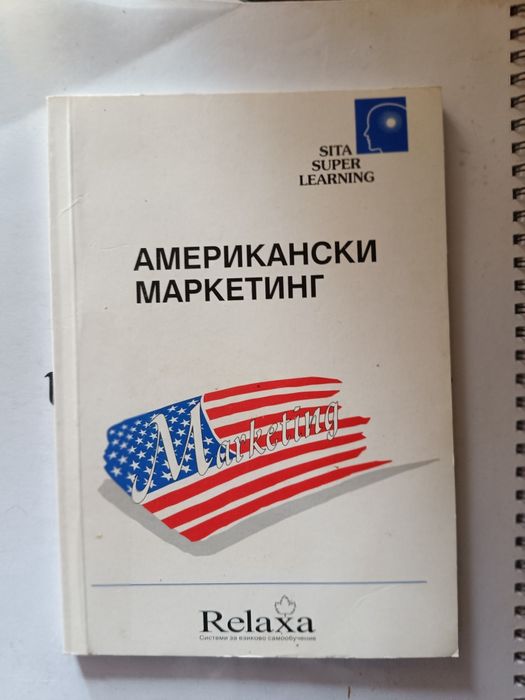 SITA
SUPER
LEARNING
АМЕРИКАНСКИ
МАРКЕТИНГ
Marketing
Relaxa
Системи за езиково самообучение